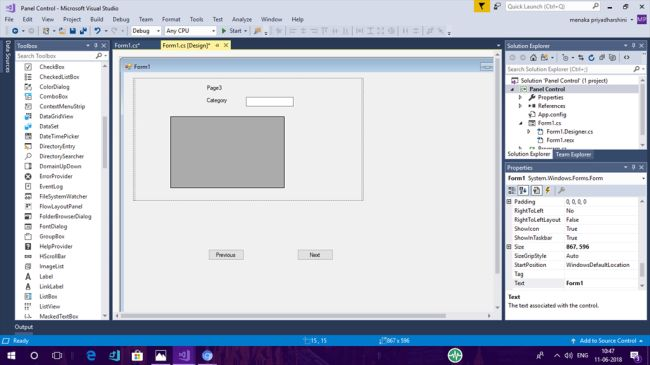 Panel Control - Microsoft Visual Studio
Quick Launch (Ctrl+Q)
File Edit View Project Build Debug Team Format Tools Test Analyze Window Help
menaka priyadharshini
MP
Debug Any CPU Start
Data Sources
Toolbox
Search Toolbox
CheckBox
CheckedListBox
ColorDialog
ComboBox
ContextMenuStrip
DataGridView
DataSet
DateTimePicker
DirectoryEntry
DirectorySearcher
DomainUpDown
ErrorProvider
EventLog
FileSystemWatcher
FlowLayoutPanel
FolderBrowserDialog
FontDialog
GroupBox
HelpProvider
HScrollBar
ImageList
Label
LinkLabel
ListBox
ListView
MaskedTextBox
Form1.cs*
Form1.cs [Design]*
Form1
Page3
Category
Previous
Next
Solution Explorer
Search Solution Explorer (Ctrl+;)
Solution 'Panel Control' (1 project)
Panel Control
Properties
References
App.config
Form1.cs
Form1.Designer.cs
Form1.resx
Program.cs
Solution Explorer Team Explorer
Properties
Form1 System.Windows.Forms.Form
Padding 0, 0, 0, 0
RightToLeft No
RightToLeftLayout False
ShowIcon True
ShowInTaskbar True
Size 867, 596
SizeGripStyle Auto
StartPosition WindowsDefaultLocation
Tag
Text Form1
Text
The text associated with the control.
Output
Ready
15, 15
867 x 596
Add to Source Control
ENG
10:47
11-06-2018